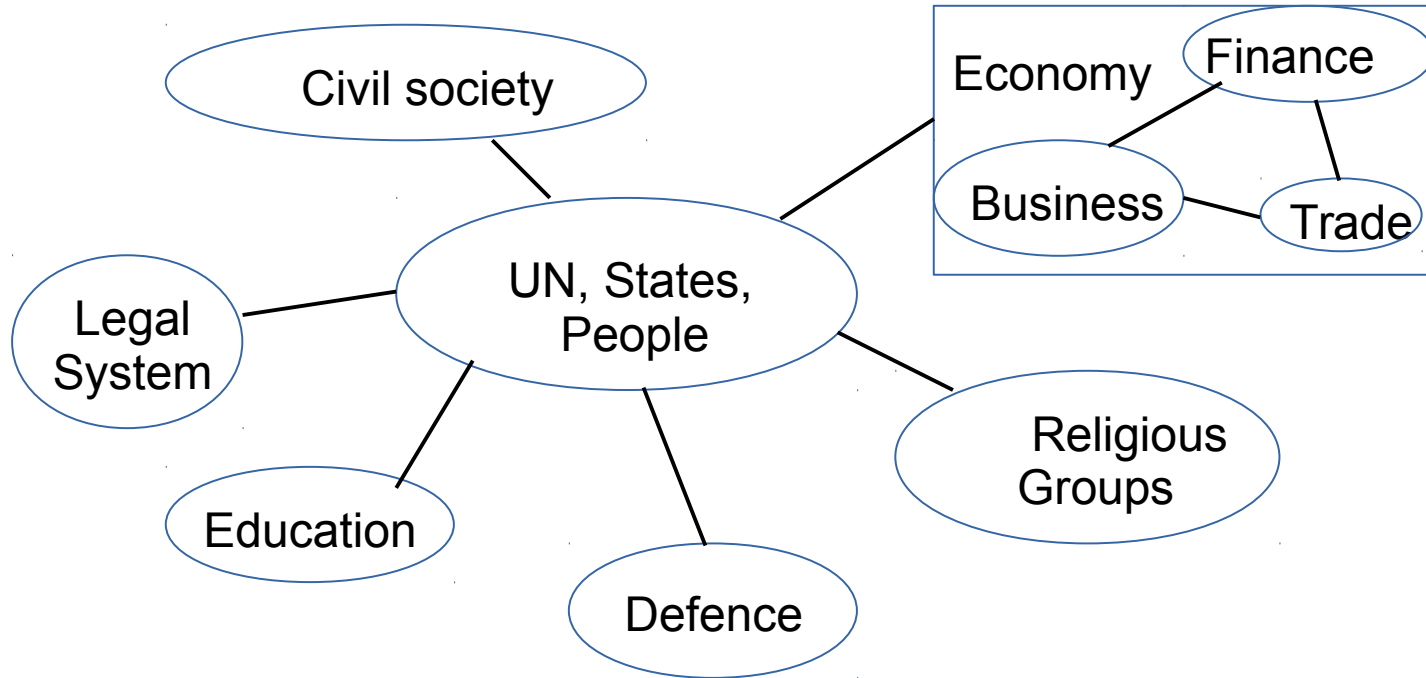 Civil society
Economy
Finance
Business
Trade
UN, States,
People
Legal
System
Religious
Groups
Education
Defence